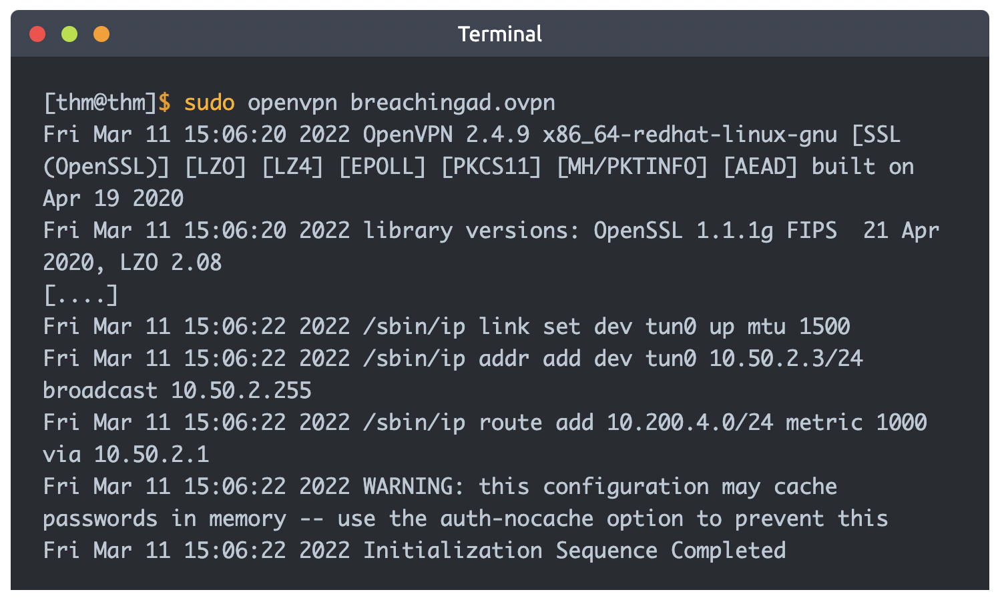 Terminal
[thm@thm]$ sudo openvpn breachingad.ovpn
Fri Mar 11 15:06:20 2022 OpenVPN 2.4.9 x86_64-redhat-linux-gnu [SSL
(OpenSSL)] [LZO] [LZ4] [EPOLL] [PKCS11] [MH/PKTINFO] [AEAD] built on
Apr 19 2020
Fri Mar 11 15:06:20 2022 library versions: OpenSSL 1.1.1g FIPS  21 Apr
2020, LZO 2.08
[....]
Fri Mar 11 15:06:22 2022 /sbin/ip link set dev tun0 up mtu 1500
Fri Mar 11 15:06:22 2022 /sbin/ip addr add dev tun0 10.50.2.3/24
broadcast 10.50.2.255
Fri Mar 11 15:06:22 2022 /sbin/ip route add 10.200.4.0/24 metric 1000
via 10.50.2.1
Fri Mar 11 15:06:22 2022 WARNING: this configuration may cache
passwords in memory -- use the auth-nocache option to prevent this
Fri Mar 11 15:06:22 2022 Initialization Sequence Completed